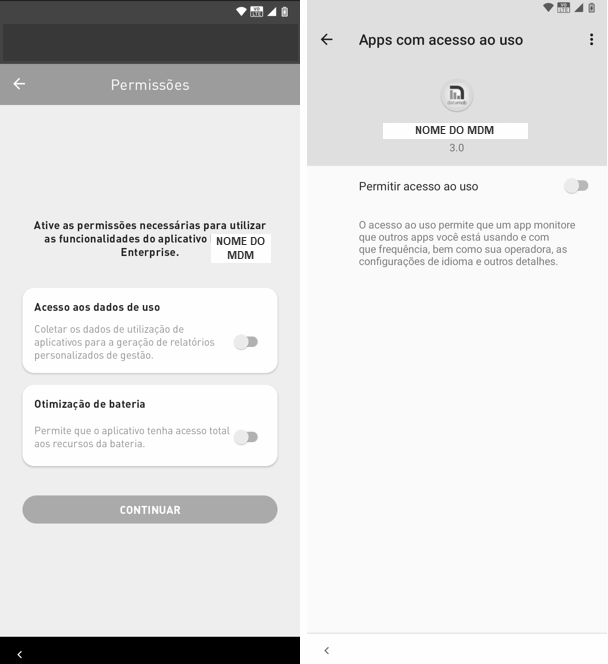 VO
LTE
Permissões
Ative as permissões necessárias para utilizar
as funcionalidades do aplicativo NOME DO MDM
Enterprise.
Acesso aos dados de uso
Coletar os dados de utilização de
aplicativos para a geração de relatórios
personalizados de gestão.
Otimização de bateria
Permite que o aplicativo tenha acesso total
aos recursos da bateria.
CONTINUAR
VO
LTE
Apps com acesso ao uso
NOME DO MDM
3.0
Permitir acesso ao uso
O acesso ao uso permite que um app monitore
que outros apps você está usando e com
que frequência, bem como sua operadora, as
configurações de idioma e outros detalhes.